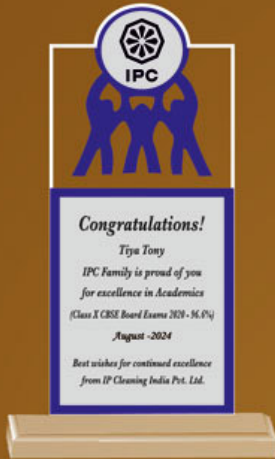 IPC
Congratulations!
Tiya Tony
IPC Family is proud of you
for excellence in Academics
(Class X CBSE Board Exams 2020 - 96.6%)
August -2024
Best wishes for continued excellence
from IP Cleaning India Pvt. Ltd.